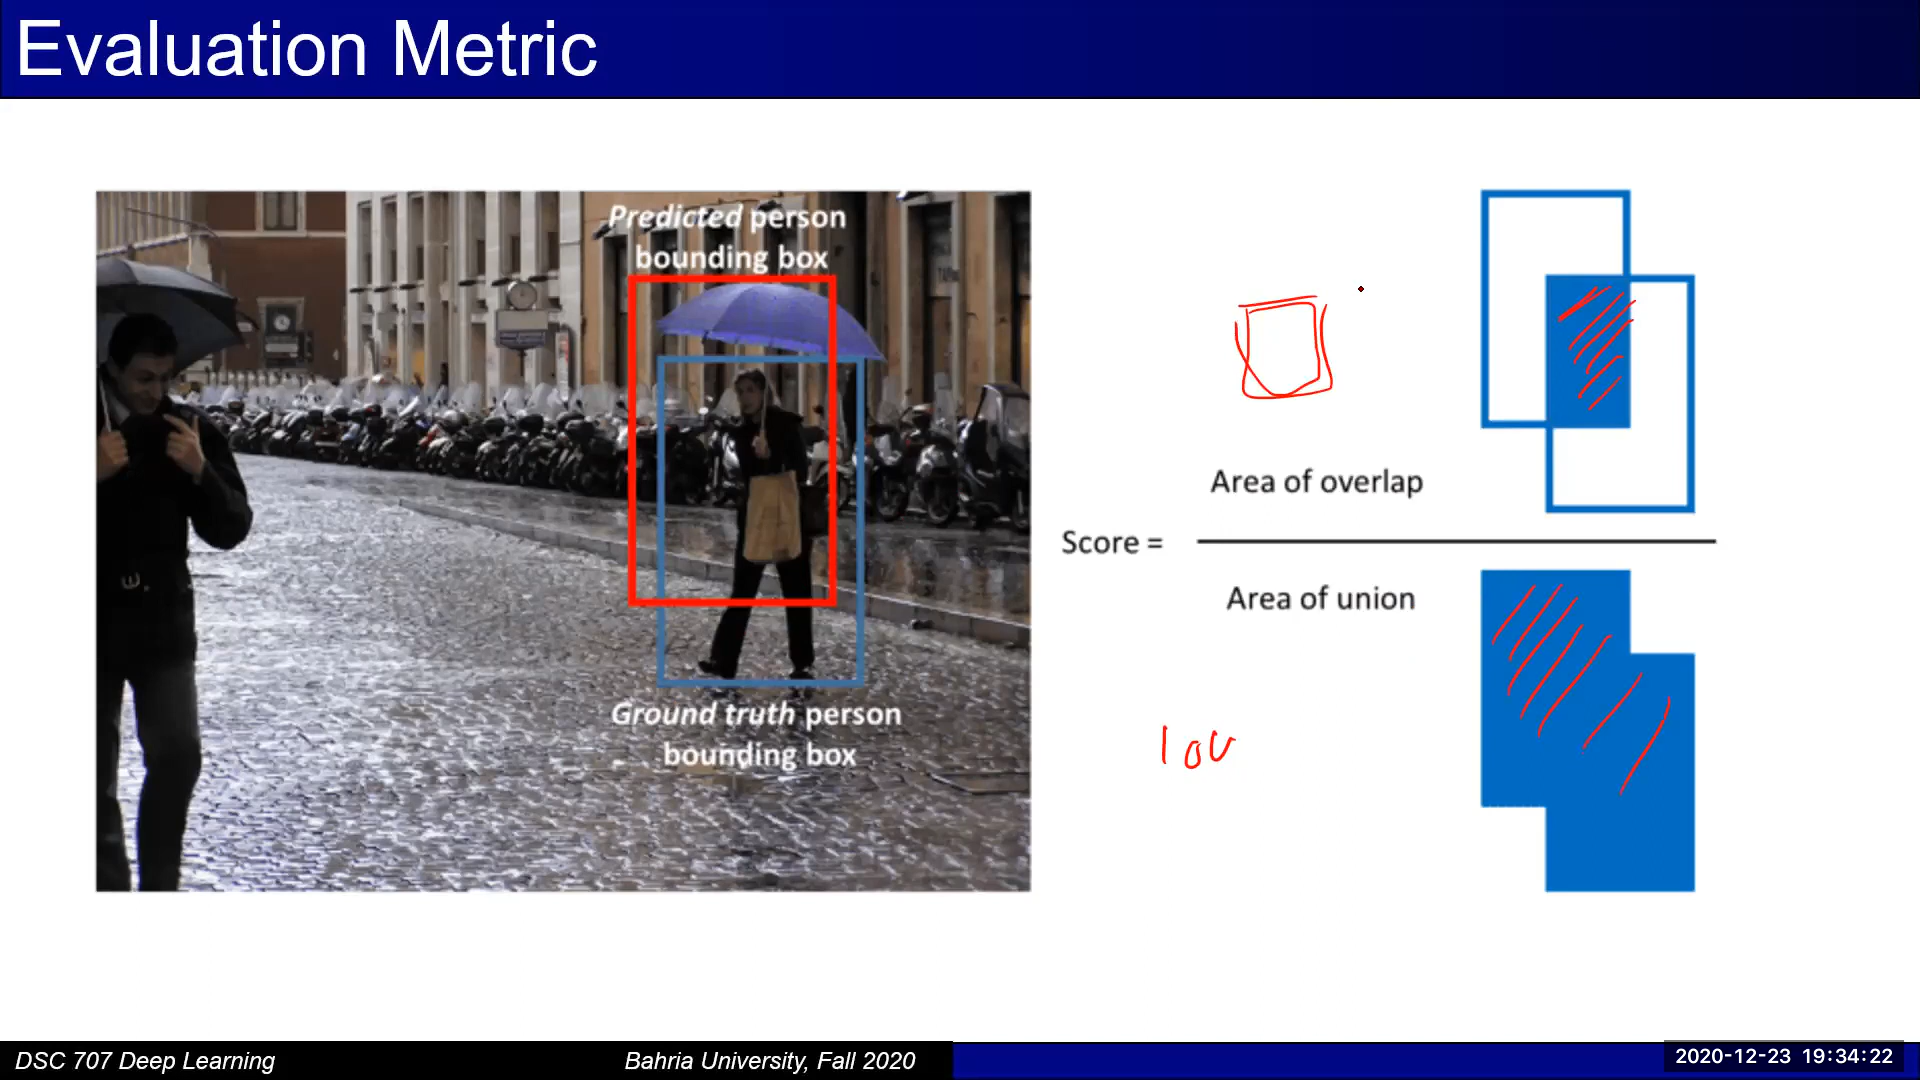 Evaluation Metric
Predicted person
bounding box
Ground truth person
bounding box
Area of overlap
Score =
Area of union
IoU
DSC 707 Deep Learning
Bahria University, Fall 2020
2020-12-23 19:34:22